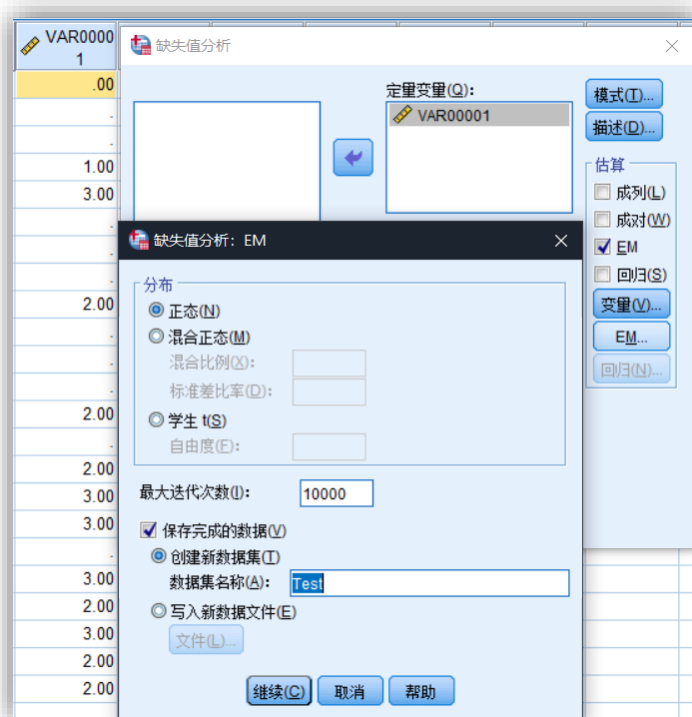 VAR0000
1
.00
.
.
1.00
3.00
.
.
.
2.00
.
.
.
2.00
.
2.00
3.00
3.00
.
3.00
2.00
3.00
2.00
2.00
缺失值分析
定量变量(Q):
VAR00001
模式(T)...
描述(D)...
估算
成列(L)
成对(W)
EM
回归(S)
变量(V)...
EM...
回归(N)...
缺失值分析: EM
分布
正态(N)
混合正态(M)
混合比例(X):
标准差比率(D):
学生 t(S)
自由度(F):
最大迭代次数(I): 10000
保存完成的数据(V)
创建新数据集(T)
数据集名称(A): Test
写入新数据文件(E)
文件(L)...
继续(C) 取消 帮助